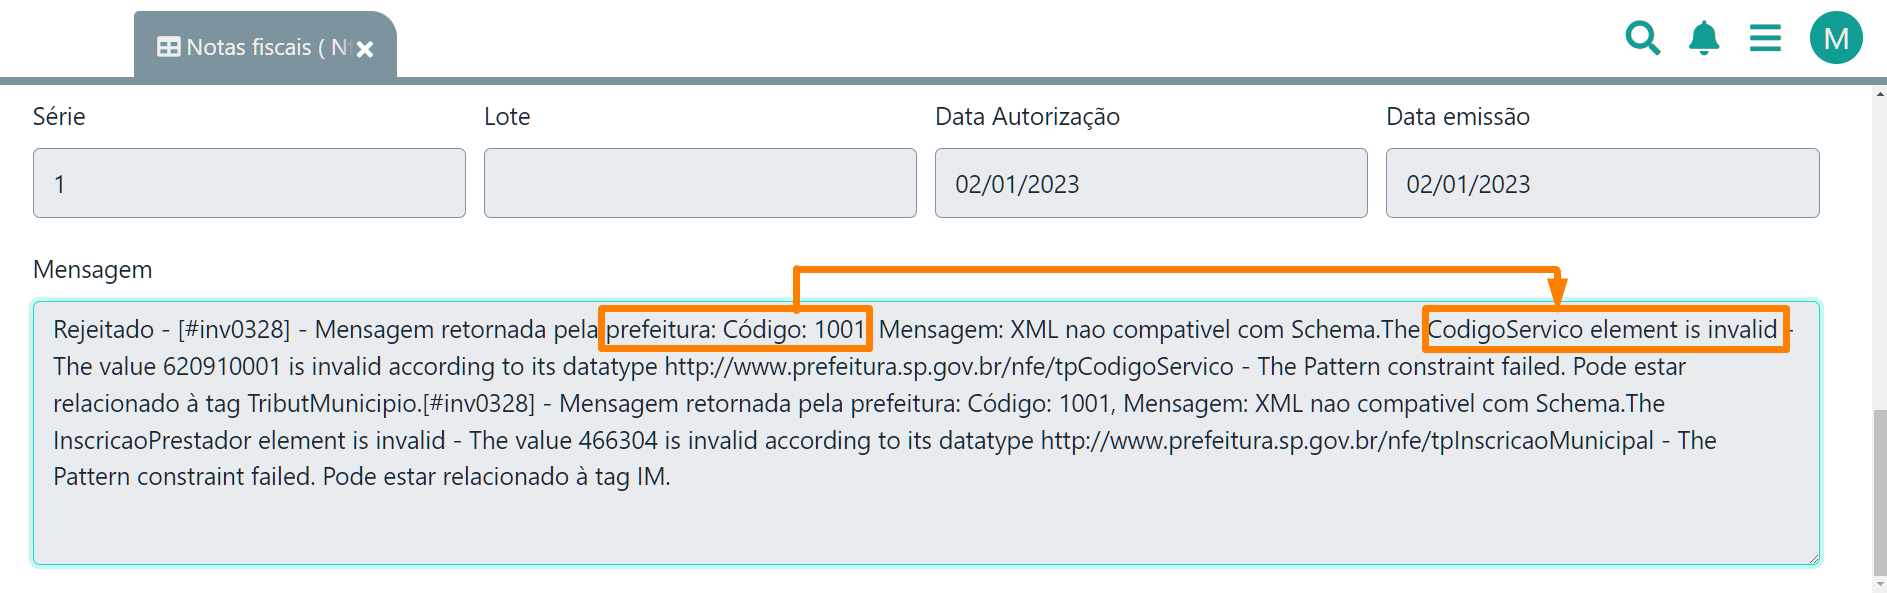 Notas fiscais ( Nf
M
Série
Lote
Data Autorização
Data emissão
1
02/01/2023
02/01/2023
Mensagem
Rejeitado - [#inv0328] - Mensagem retornada pela prefeitura: Código: 1001 Mensagem: XML nao compativel com Schema.The CodigoServico element is invalid -
The value 620910001 is invalid according to its datatype http://www.prefeitura.sp.gov.br/nfe/tpCodigoServico - The Pattern constraint failed. Pode estar
relacionado à tag TributMunicipio.[#inv0328] - Mensagem retornada pela prefeitura: Código: 1001, Mensagem: XML nao compativel com Schema.The
InscricaoPrestador element is invalid - The value 466304 is invalid according to its datatype http://www.prefeitura.sp.gov.br/nfe/tpInscricaoMunicipal - The
Pattern constraint failed. Pode estar relacionado à tag IM.